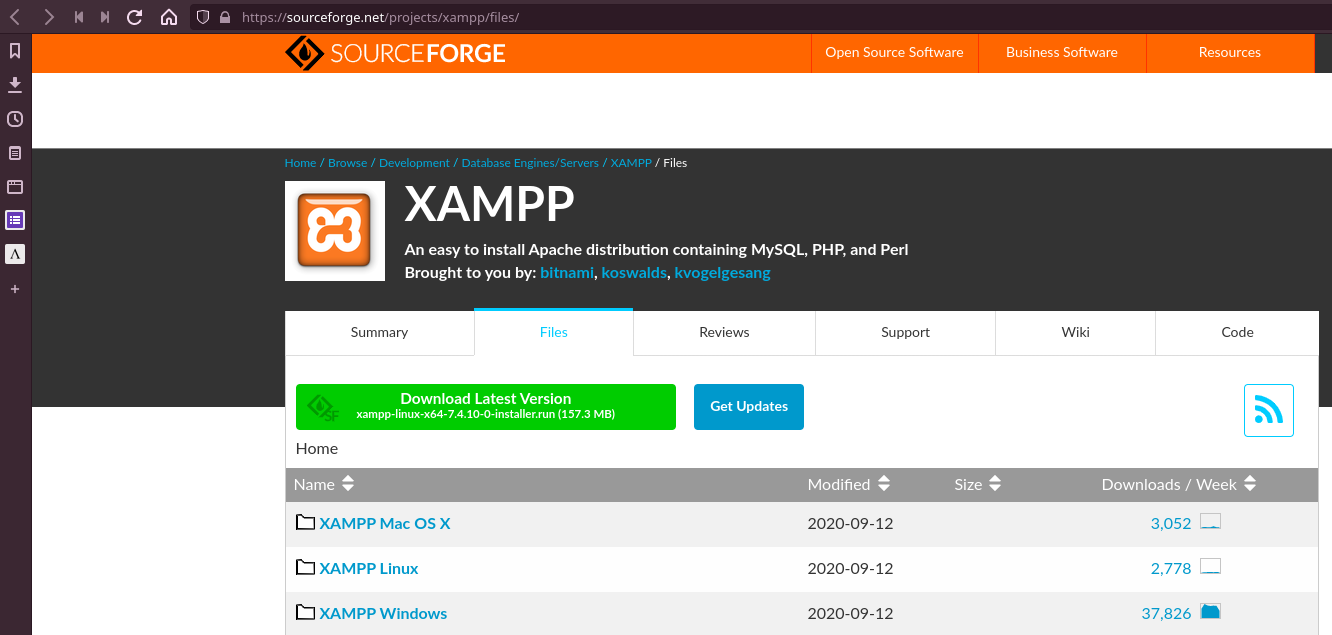 https://sourceforge.net/projects/xampp/files/
SOURCEFORGE
Open Source Software
Business Software
Resources
Home / Browse / Development / Database Engines/Servers / XAMPP / Files
XAMPP
An easy to install Apache distribution containing MySQL, PHP, and Perl
Brought to you by: bitnami, koswalds, kvogelgesang
Summary
Files
Reviews
Support
Wiki
Code
Download Latest Version
xampp-linux-x64-7.4.10-0-installer.run (157.3 MB)
SF
Get Updates
Home
Name Modified Size Downloads / Week
XAMPP Mac OS X 2020-09-12 3,052
XAMPP Linux 2020-09-12 2,778
XAMPP Windows 2020-09-12 37,826